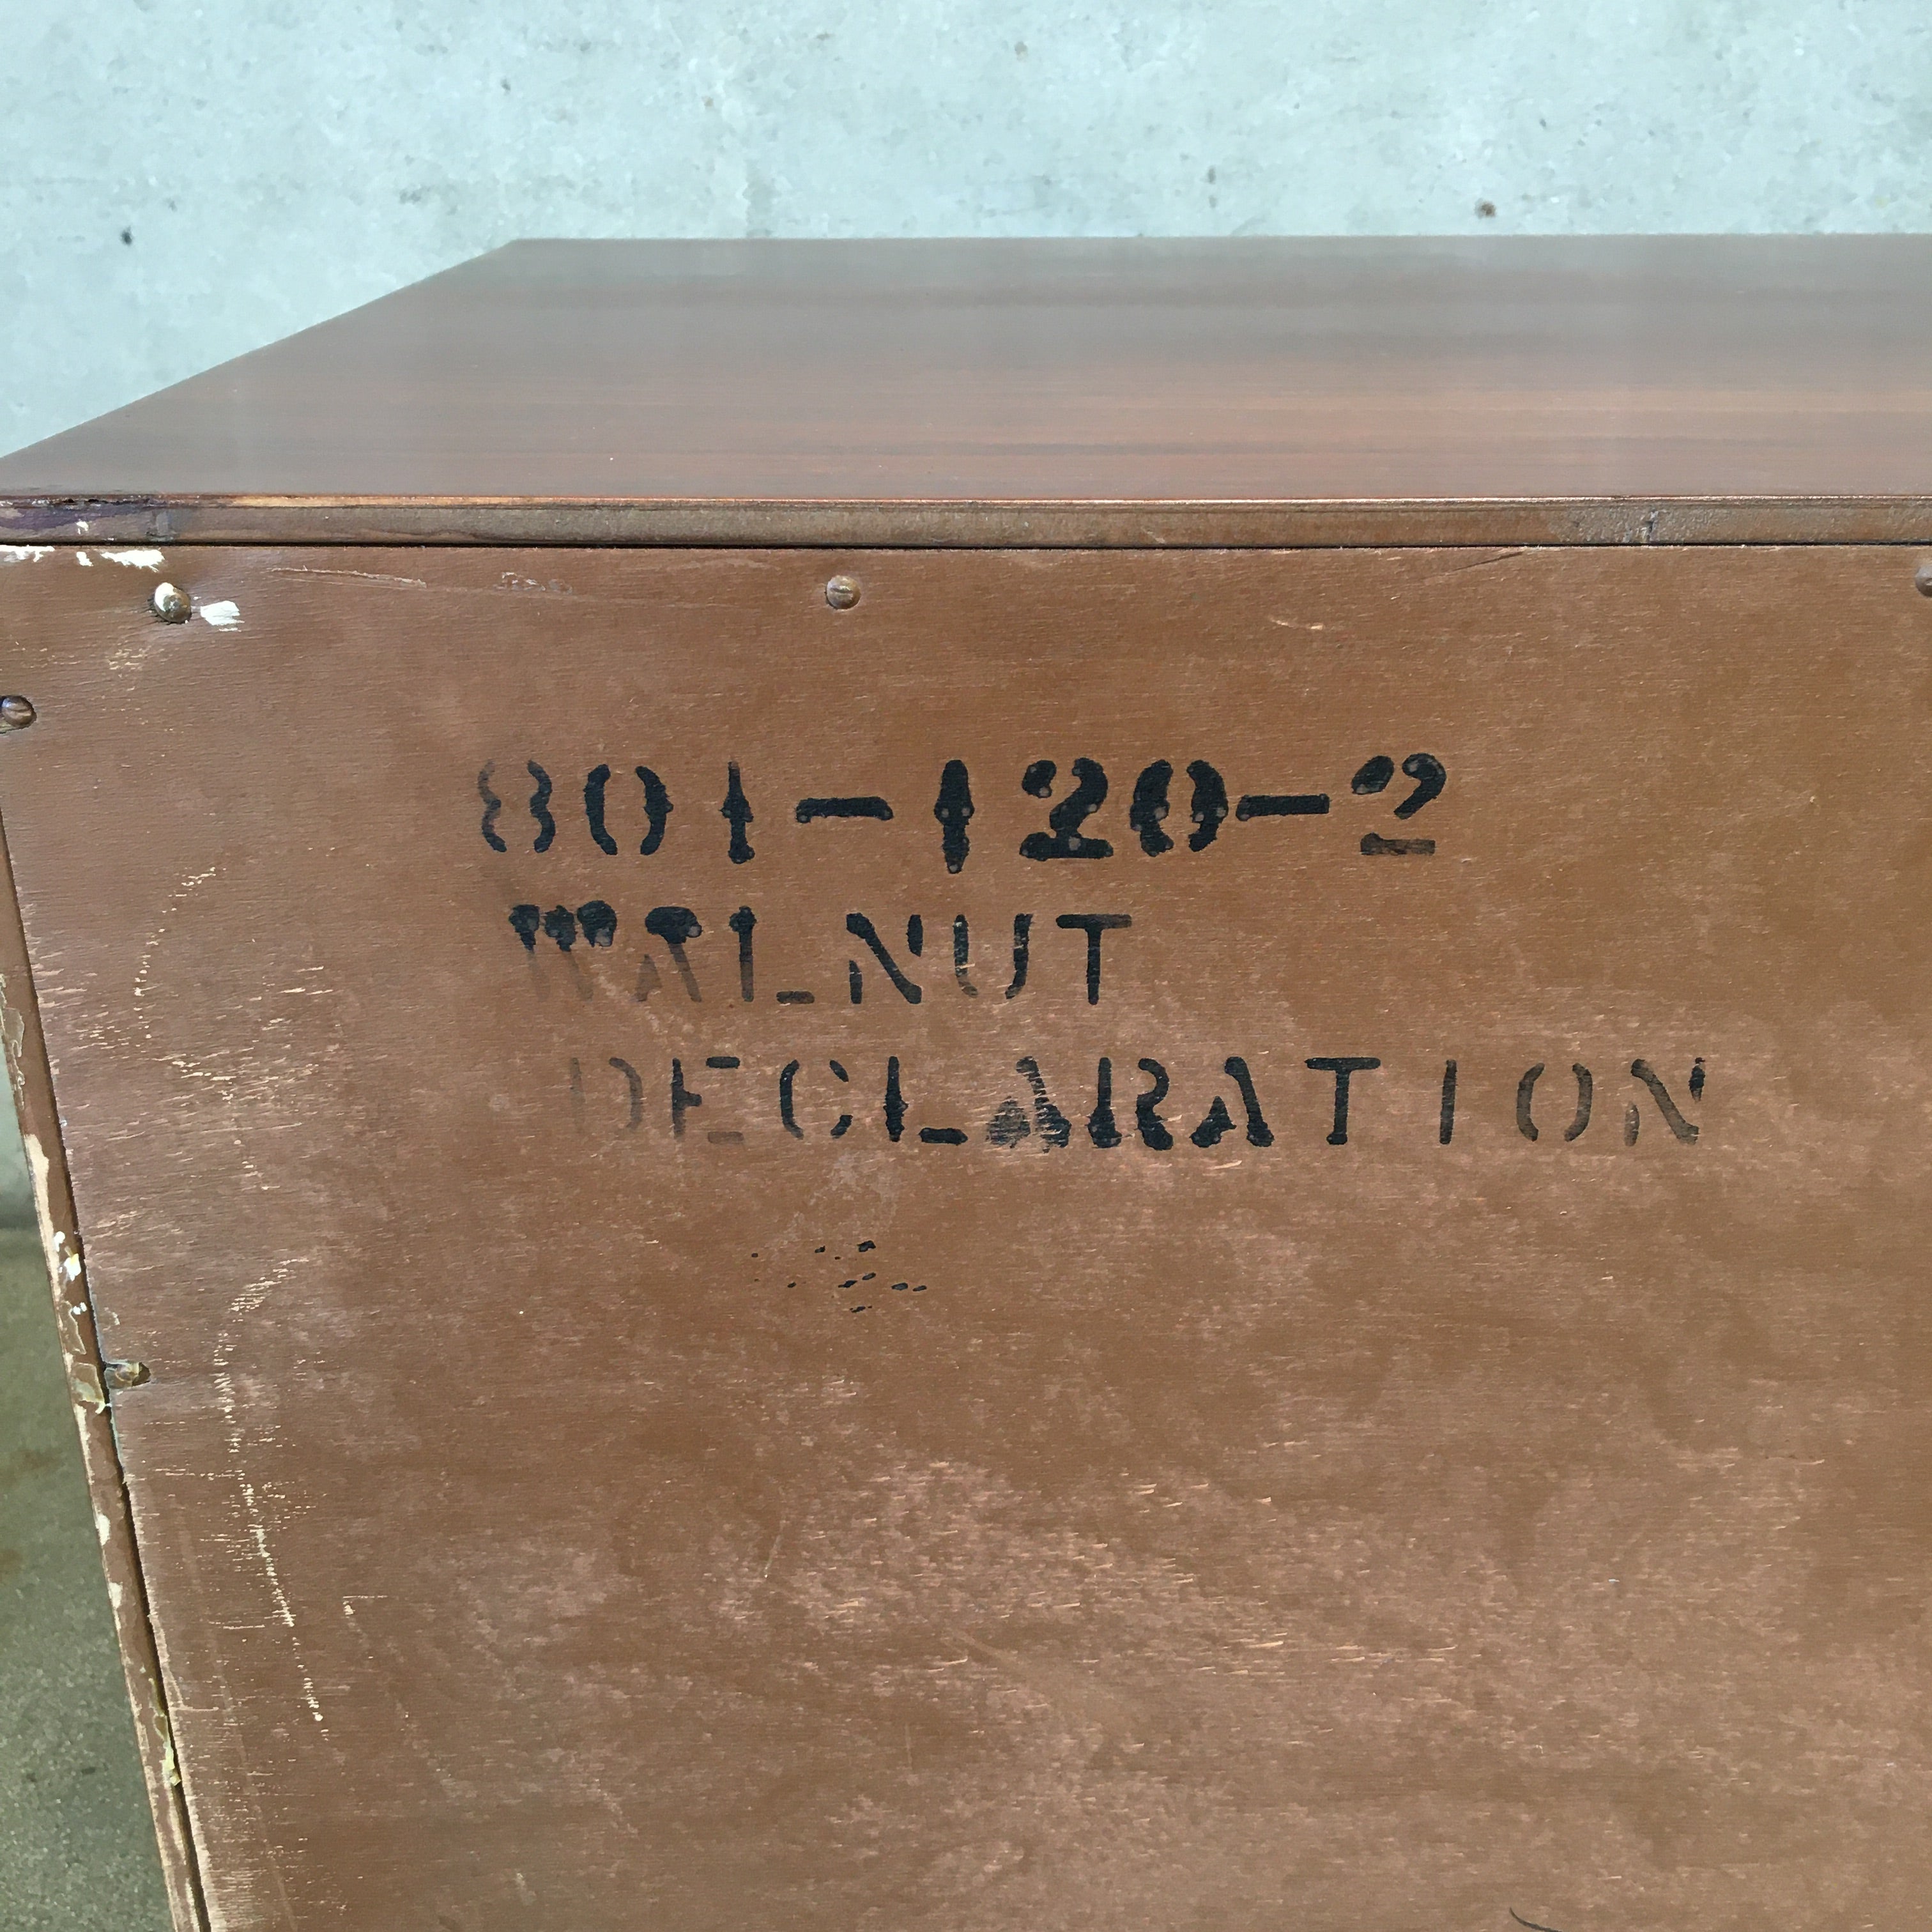 801-120-2
WALNUT
DECLARATION